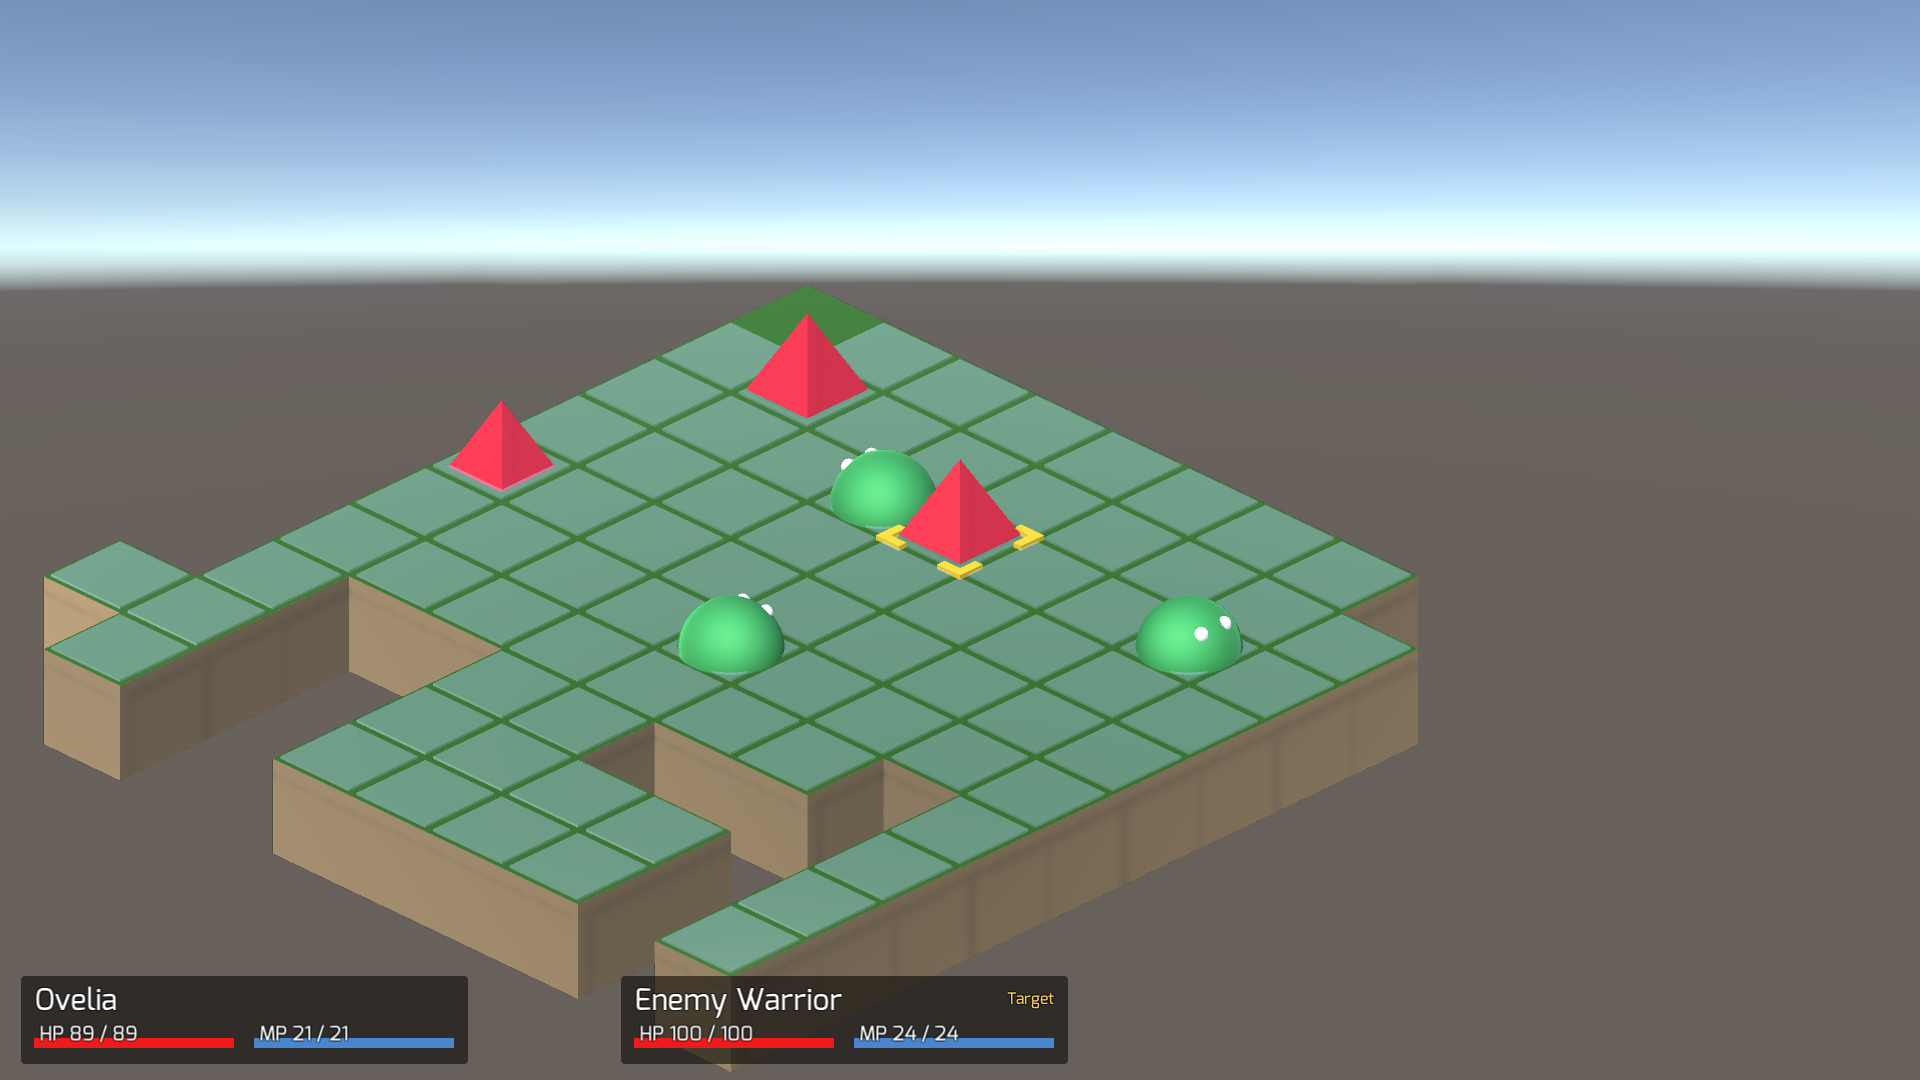 Ovelia
HP 89 / 89 MP 21 / 21
Enemy Warrior Target
HP 100 / 100 MP 24 / 24